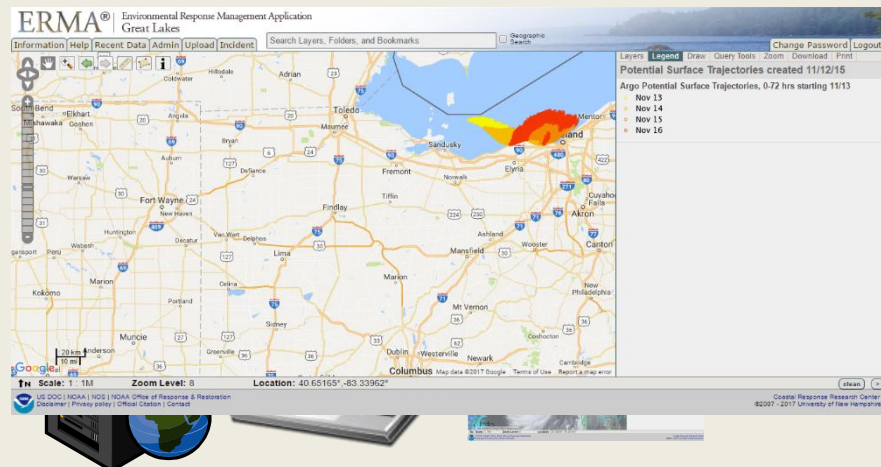 ERMA® Environmental Response Management Application
Great Lakes
Information Help Recent Data Admin Upload Incident
Search Layers, Folders, and Bookmarks
Geographic Search
Change Password Logout
Layers Legend Draw Query Tools Zoom Download Print
Potential Surface Trajectories created 11/12/15
Argo Potential Surface Trajectories, 0-72 hrs starting 11/13
Nov 13
Nov 14
Nov 15
Nov 16
Coldwater
Hillsdale
Adrian
Toledo
Maumee
Mentor
South Bend
Elkhart
Mishawaka Goshen
Angola
Bryan
Sandusky
Elyria
Auburn
Defiance
Fremont
Norwalk
Warsaw
Tiffin
Cuyahoga Falls
Fort Wayne
New Haven
Findlay
Akron
Huntington
Decatur
Van Wert Delphos
Ashland
Wooster
Canton
Peru
Wabash
Lima
Mansfield
Marion
Celina
Marion
Kokomo
New Philadelphia
Portland
Mt Vernon
Sidney
Coshocton
Muncie
Anderson
Greenville
Dublin
Westerville
Newark
Cambridge
Columbus
20 km
10 mi
Google
Map data ©2017 Google Terms of Use Report a map error
N Scale: 1 : 1M Zoom Level: 8 Location: 40.65165°,-83.33962°
clean
US DOC | NOAA | NOS | NOAA Office of Response & Restoration
Disclaimer | Privacy policy | Official Citation | Contact
Coastal Response Research Center
©2007 - 2017 University of New Hampshire